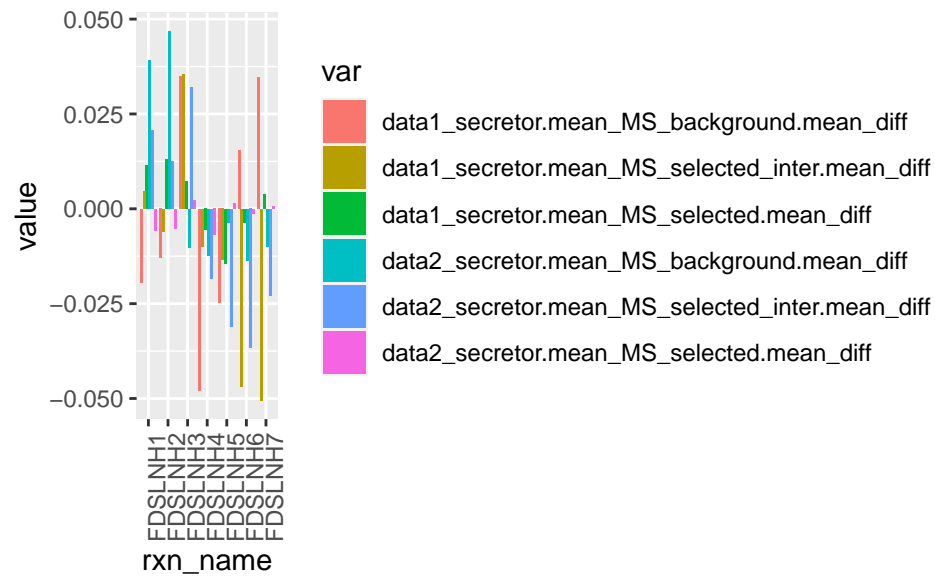 0.050
0.025
0.000
−0.025
−0.050
value
FDSLNH1
FDSLNH2
FDSLNH3
FDSLNH4
FDSLNH5
FDSLNH6
FDSLNH7
rxn_name
var
data1_secretor.mean_MS_background.mean_diff
data1_secretor.mean_MS_selected_inter.mean_diff
data1_secretor.mean_MS_selected.mean_diff
data2_secretor.mean_MS_background.mean_diff
data2_secretor.mean_MS_selected_inter.mean_diff
data2_secretor.mean_MS_selected.mean_diff